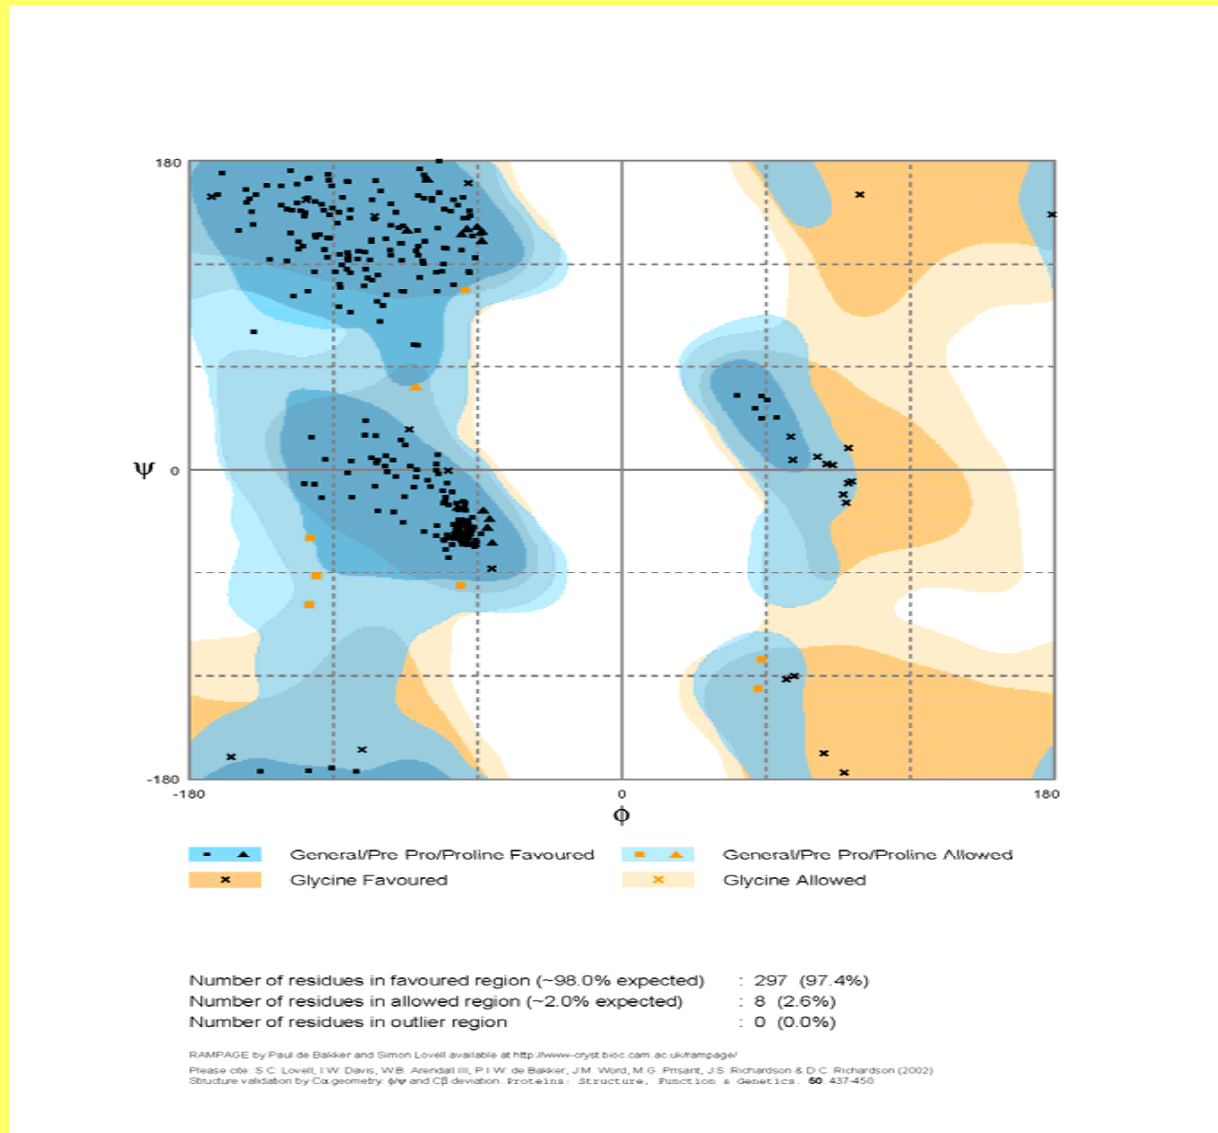 180
ψ
0
-180
-180
0
180
ϕ
General/Pre Pro/Proline Favoured
General/Pre Pro/Proline Allowed
Glycine Favoured
Glycine Allowed
Number of residues in favoured region (~98.0% expected) : 297 (97.4%)
Number of residues in allowed region (~2.0% expected) : 8 (2.6%)
Number of residues in outlier region : 0 (0.0%)
RAMPAGE by Paul de Bakker and Simon Lovell available at http://www-cryst.bioc.cam.ac.uk/rampage/
Please cite: S.C. Lovell, I.W. Davis, W.B. Arendall III, P.I.W. de Bakker, J.M. Word, M.G. Prisant, J.S. Richardson & D.C. Richardson (2002)
Structure validation by Cα geometry: ϕ/ψ and Cβ deviation. Proteins: Structure, Function & Genetics. 50: 437-450